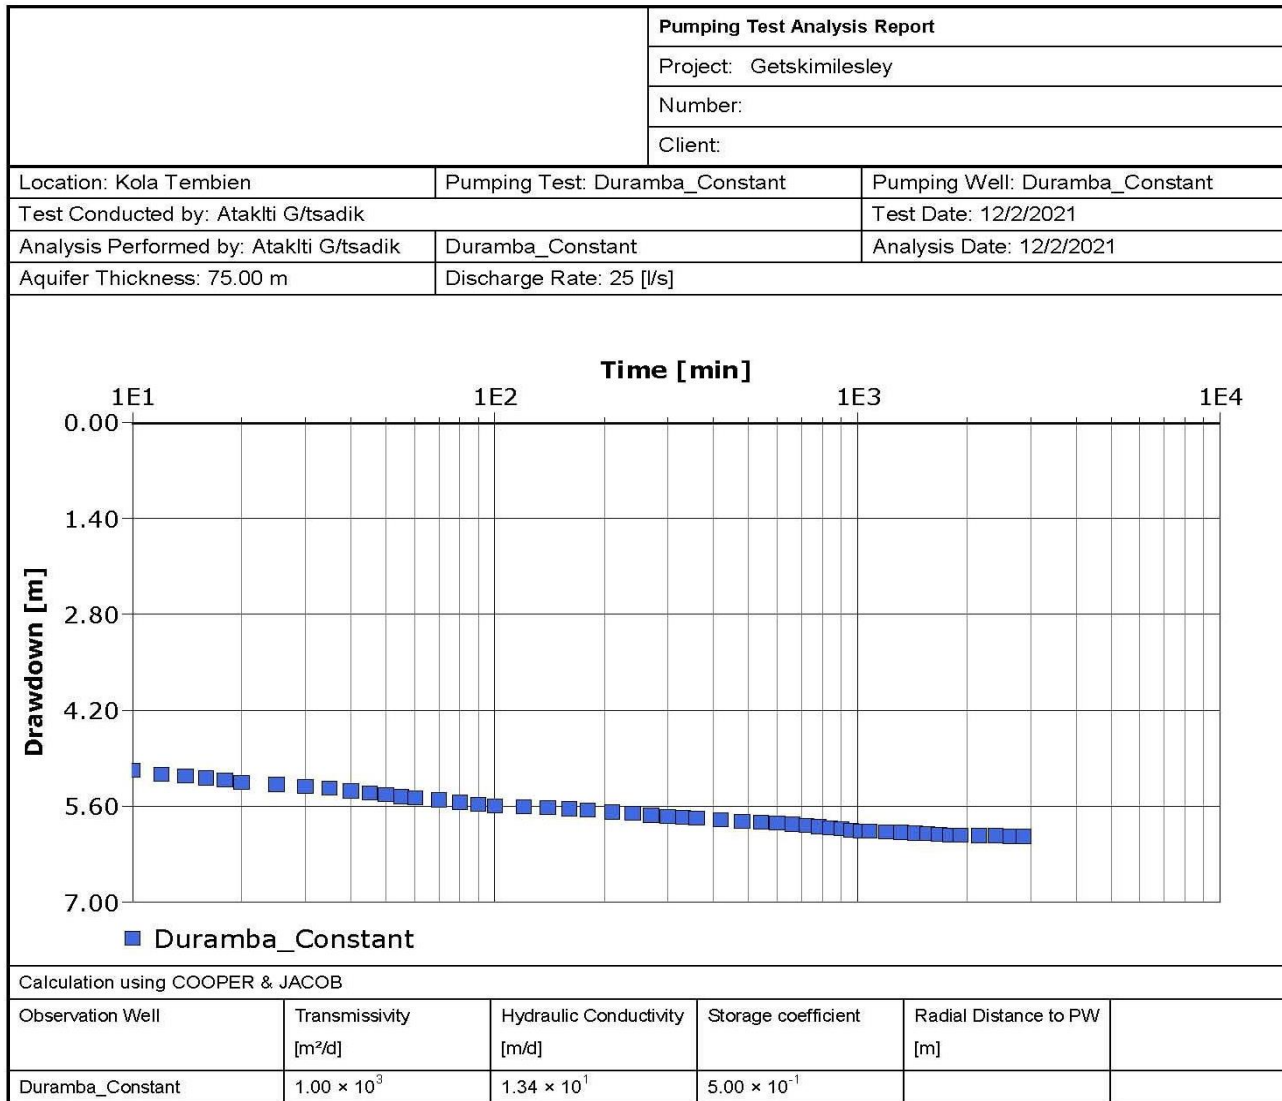 Pumping Test Analysis Report
Project: Getskimilesley
Number:
Client:
Location: Kola Tembien
Pumping Test: Duramba_Constant
Pumping Well: Duramba_Constant
Test Conducted by: Ataklti G/tsadik
Test Date: 12/2/2021
Analysis Performed by: Ataklti G/tsadik
Duramba_Constant
Analysis Date: 12/2/2021
Aquifer Thickness: 75.00 m
Discharge Rate: 25 [l/s]
Time [min]
1E1 1E2 1E3 1E4
0.00
1.40
2.80
4.20
5.60
7.00
Drawdown [m]
Duramba_Constant
Calculation using COOPER & JACOB
Observation Well
Transmissivity
[m²/d]
Hydraulic Conductivity
[m/d]
Storage coefficient
Radial Distance to PW
[m]
Duramba_Constant
1.00 × 10³
1.34 × 10¹
5.00 × 10⁻¹